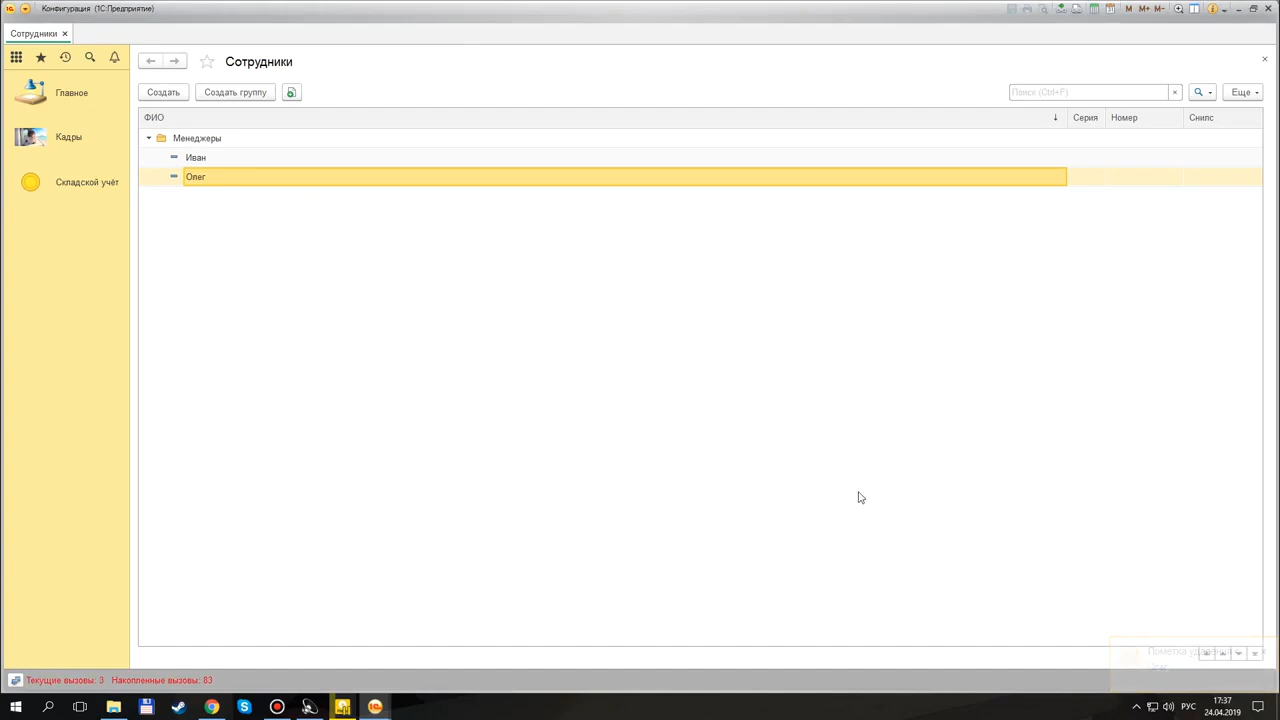 Конфигурация (1С:Предприятие)
M M+ M-
Сотрудники
Сотрудники
Главное
Кадры
Складской учёт
Создать
Создать группу
Поиск (Ctrl+F)
Еще
ФИО
Серия
Номер
Снилс
Менеджеры
Иван
Олег
Пометка
Текущие вызовы: 3 Накопленные вызовы: 83
РУС
17:37
24.04.2019